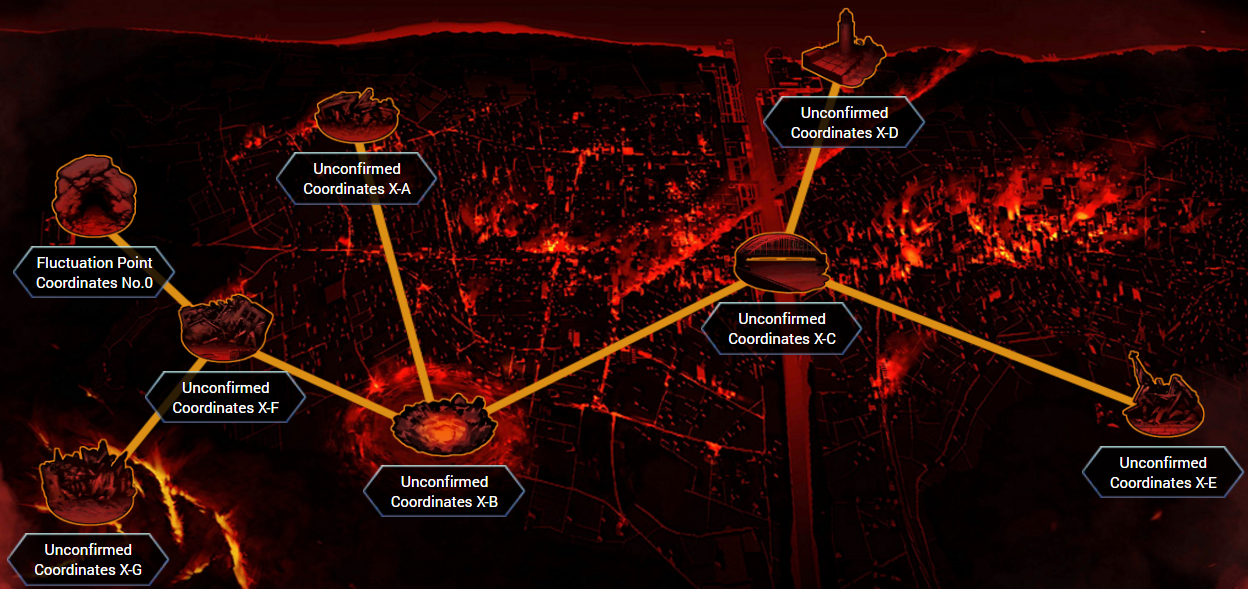 Unconfirmed
Coordinates X-D
Unconfirmed
Coordinates X-A
Fluctuation Point
Coordinates No.0
Unconfirmed
Coordinates X-C
Unconfirmed
Coordinates X-F
Unconfirmed
Coordinates X-E
Unconfirmed
Coordinates X-B
Unconfirmed
Coordinates X-G